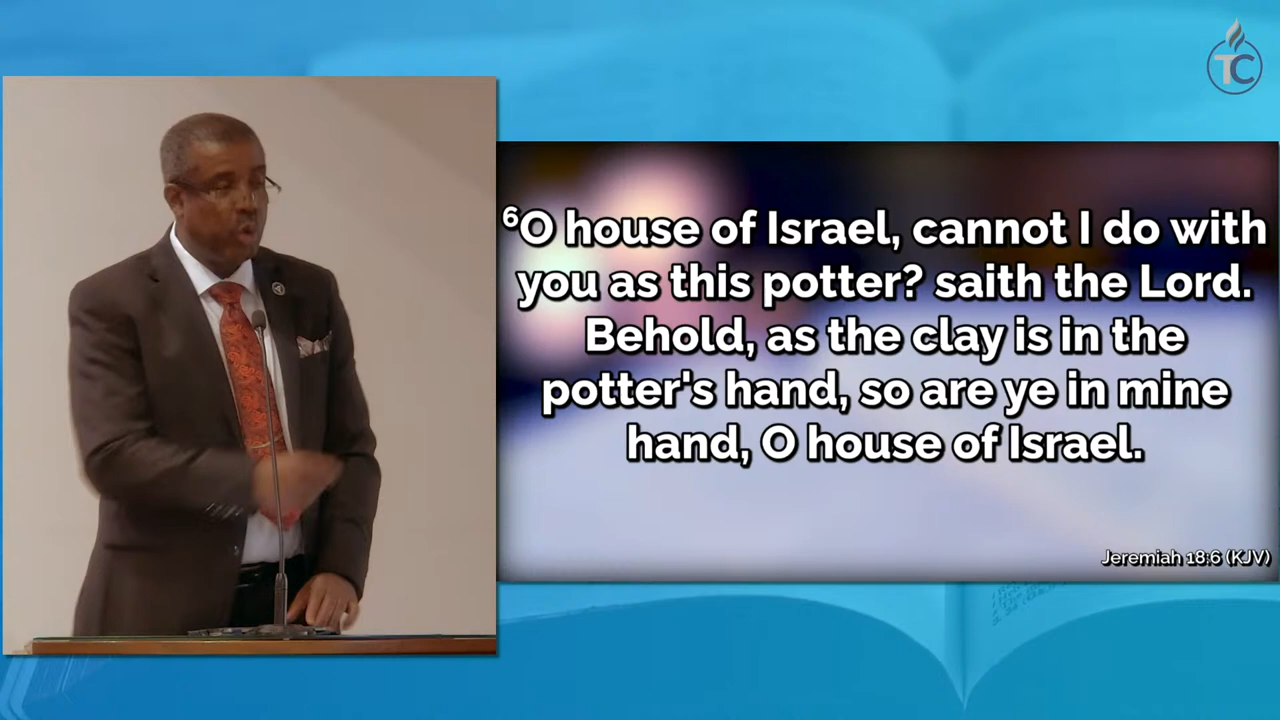 TC
⁶O house of Israel, cannot I do with
you as this potter? saith the Lord.
Behold, as the clay is in the
potter's hand, so are ye in mine
hand, O house of Israel.
Jeremiah 18:6 (KJV)